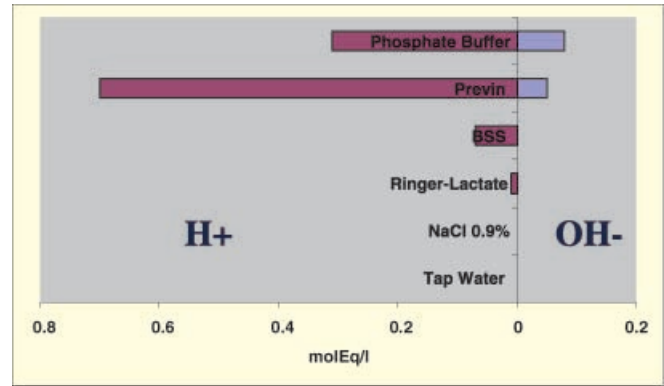 Phosphate Buffer
Previn
BSS
Ringer-Lactate
H+
NaCl 0.9%
OH-
Tap Water
0.8 0.6 0.4 0.2 0 0.2
molEq/l